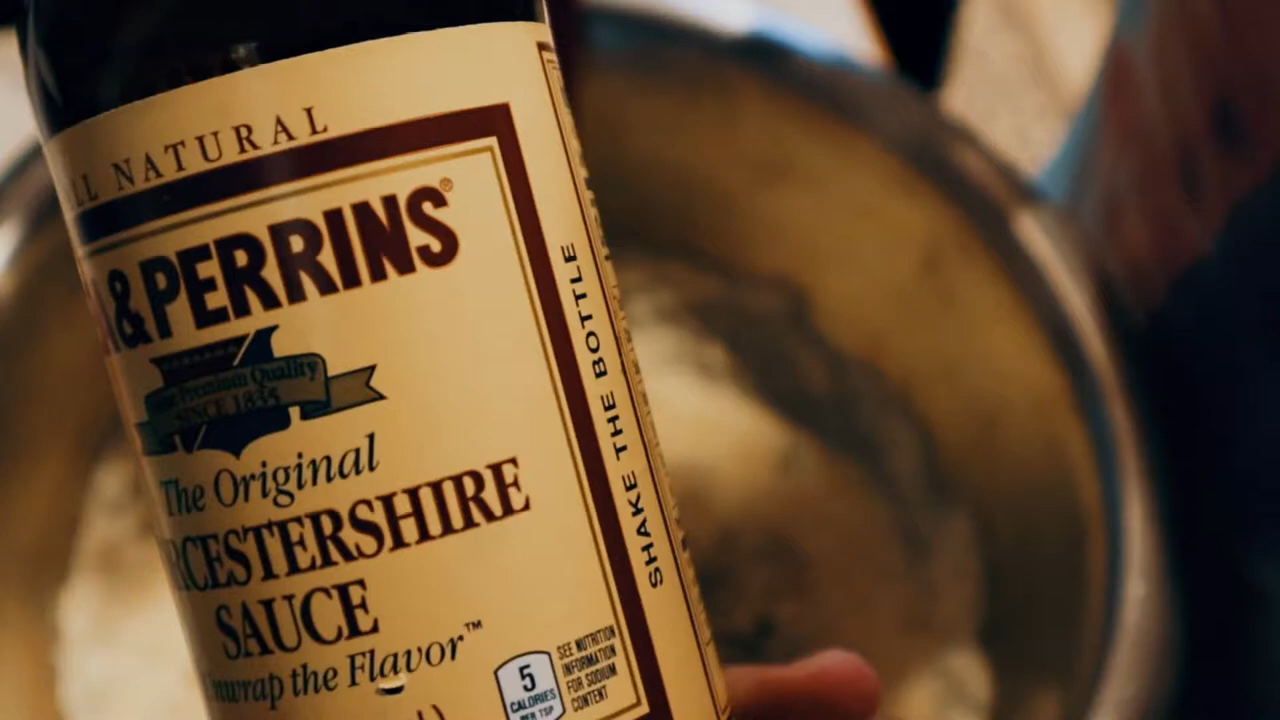 LL NATURAL
& PERRINS®
Premium Quality
SINCE 1835
The Original
RCESTERSHIRE
SAUCE
nwrap the Flavor™
5
CALORIES
PER TSP
SEE NUTRITION
INFORMATION
FOR SODIUM
CONTENT
SHAKE THE BOTTLE